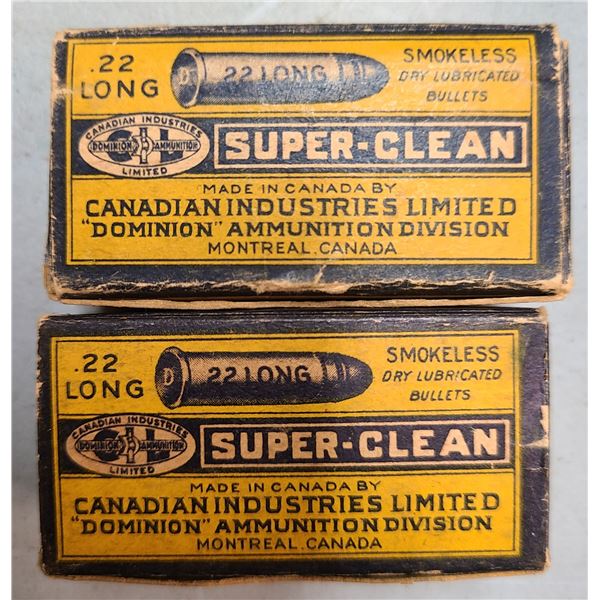 .22
LONG
D 22 LONG
SMOKELESS
DRY LUBRICATED
BULLETS
CANADIAN INDUSTRIES
DOMINION CIL AMMUNITION
LIMITED
SUPER-CLEAN
MADE IN CANADA BY
CANADIAN INDUSTRIES LIMITED
"DOMINION" AMMUNITION DIVISION
MONTREAL, CANADA
.22
LONG
D 22 LONG
SMOKELESS
DRY LUBRICATED
BULLETS
CANADIAN INDUSTRIES
DOMINION CIL AMMUNITION
LIMITED
SUPER-CLEAN
MADE IN CANADA BY
CANADIAN INDUSTRIES LIMITED
"DOMINION" AMMUNITION DIVISION
MONTREAL, CANADA